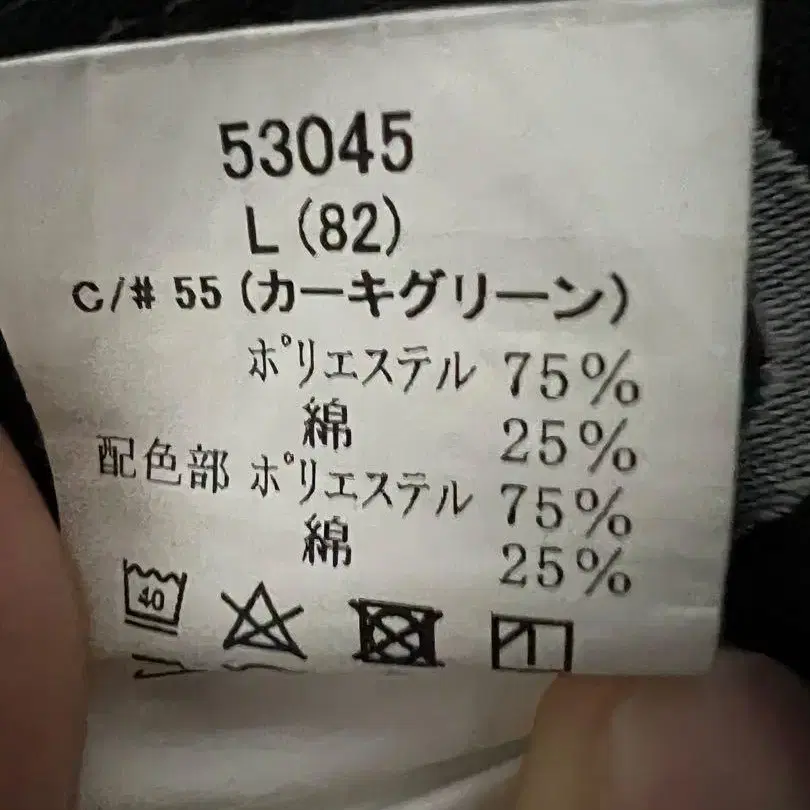 53045
L (82)
C/# 55 (カーキグリーン)
ポリエステル 75%
綿 25%
配色部 ポリエステル 75%
綿 25%
40